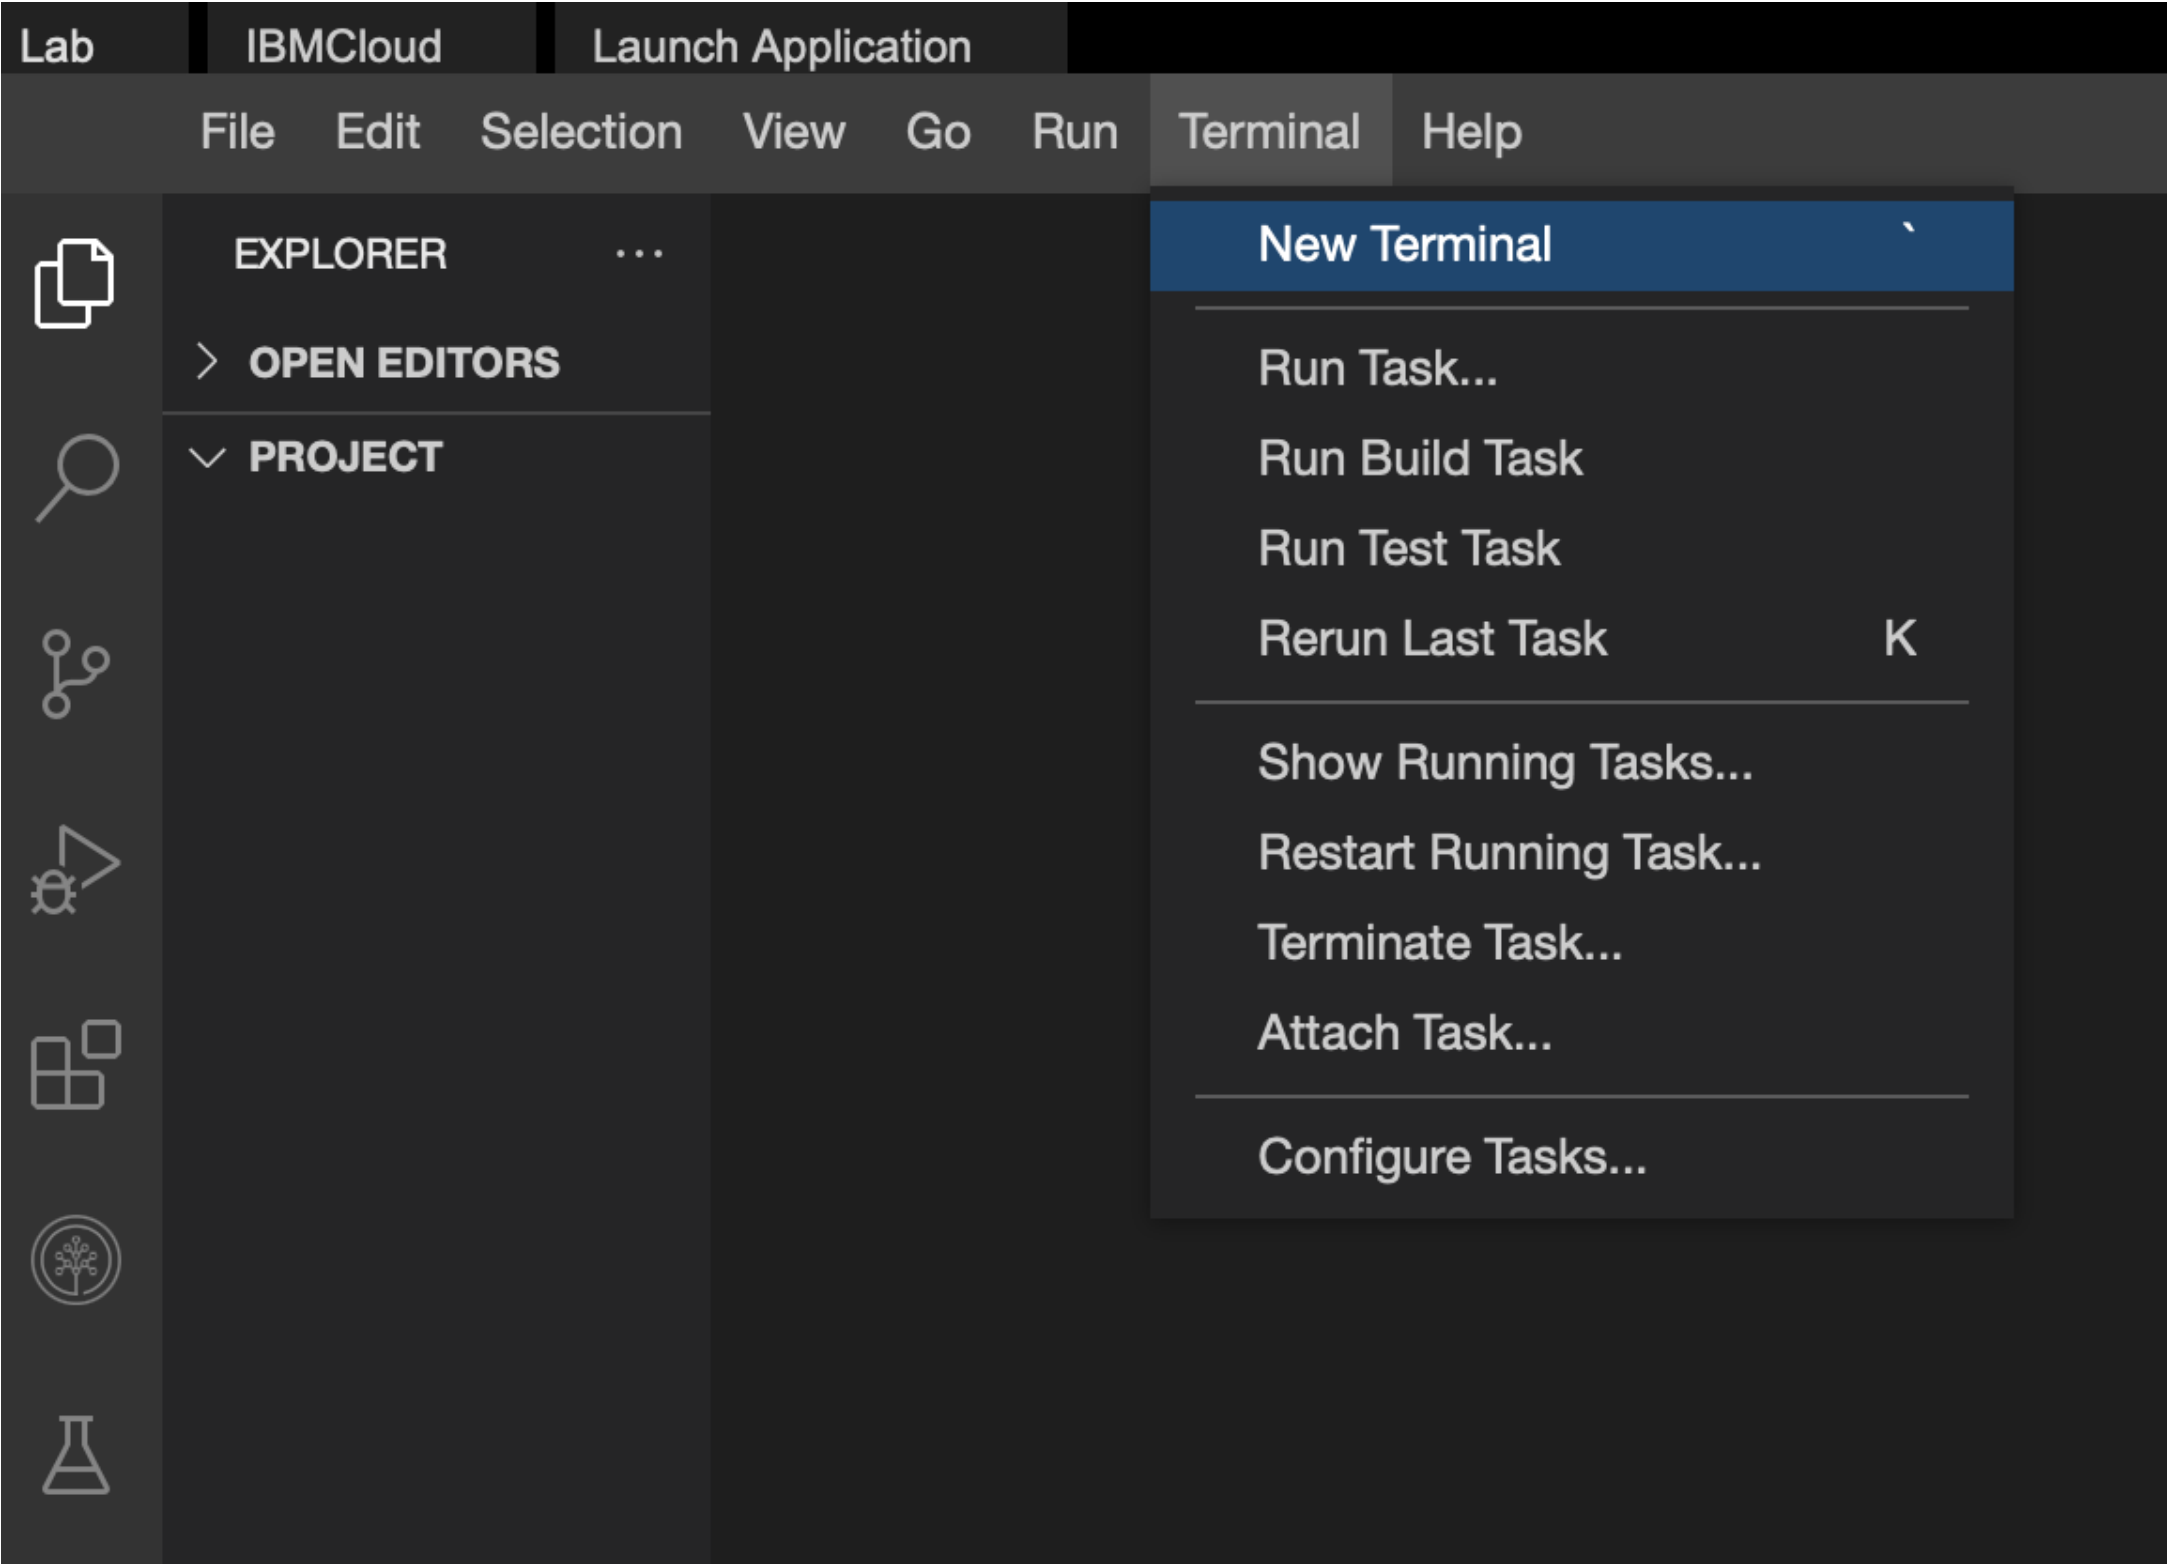 Lab IBMCloud Launch Application
File Edit Selection View Go Run Terminal Help
EXPLORER ...
OPEN EDITORS
PROJECT
New Terminal `
Run Task...
Run Build Task
Run Test Task
Rerun Last Task K
Show Running Tasks...
Restart Running Task...
Terminate Task...
Attach Task...
Configure Tasks...